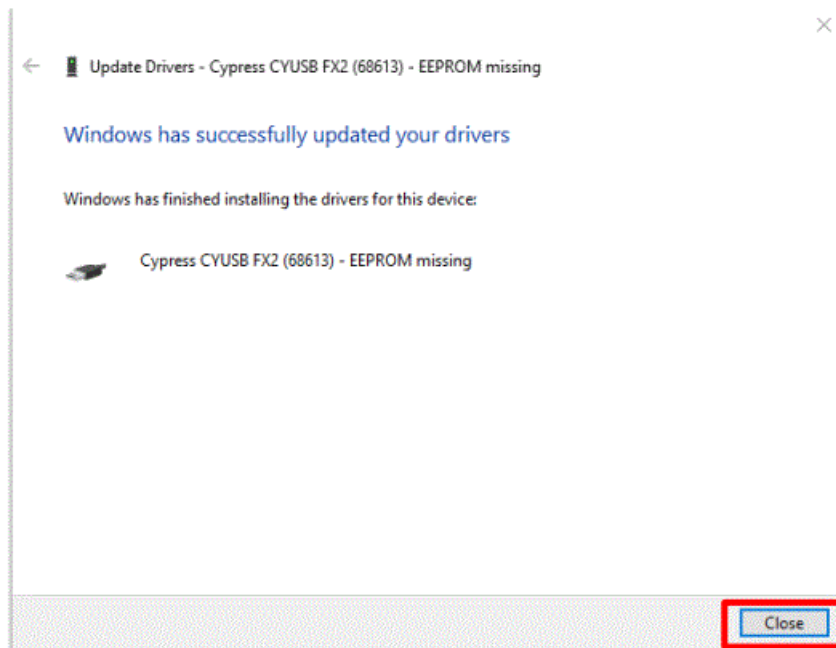 Update Drivers - Cypress CYUSB FX2 (68613) - EEPROM missing
Windows has successfully updated your drivers
Windows has finished installing the drivers for this device:
Cypress CYUSB FX2 (68613) - EEPROM missing
Close